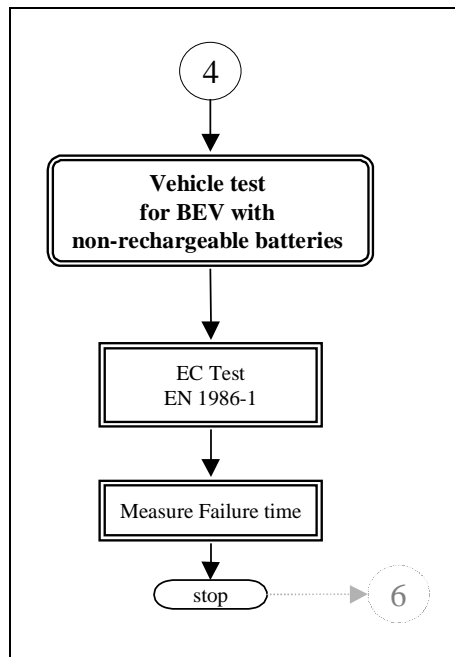 4
Vehicle test
for BEV with
non-rechargeable batteries
EC Test
EN 1986-1
Measure Failure time
stop
6